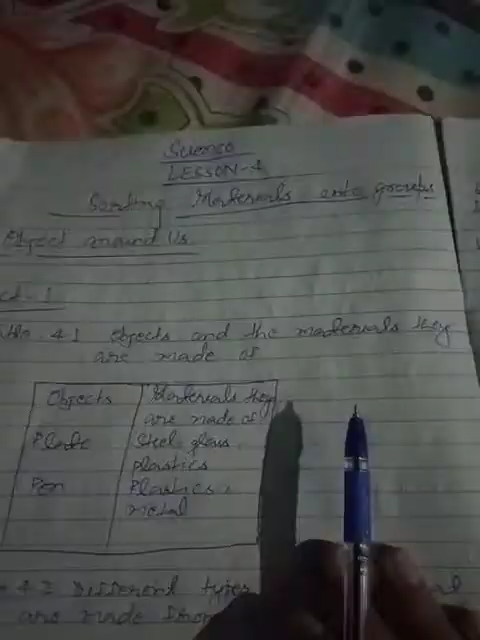 Science
LESSON-4
Sorting Materials into groups
Object around Us
4.1 Objects and the materials they
are made of
Objects
Materials they
are made of
Plate
Steel glass,
plastics
Pen
Plastics,
metal
4.2 Different types
are made from